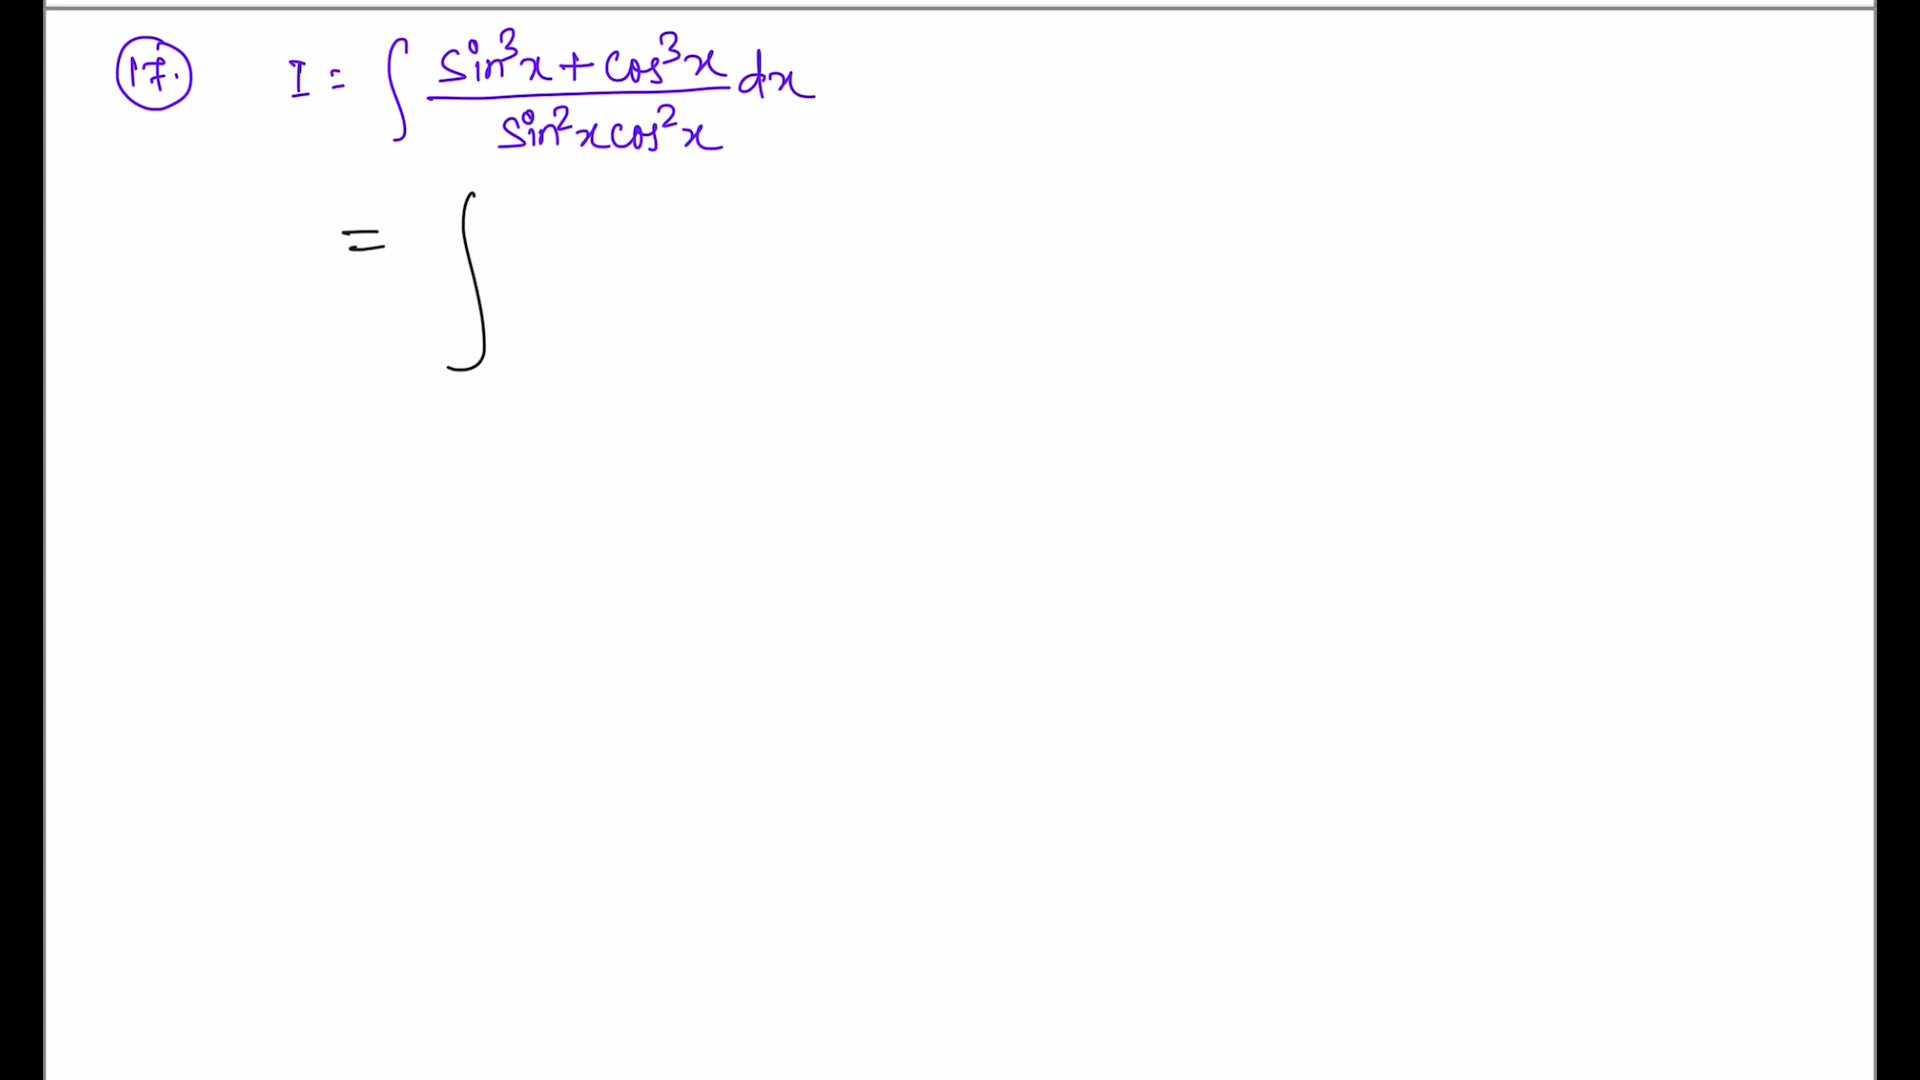 17. I = ∫ (sin³x + cos³x)/(sin²x cos²x) dx
= ∫